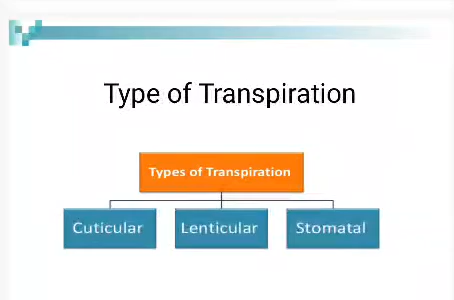 Type of Transpiration
Types of Transpiration
Cuticular
Lenticular
Stomatal